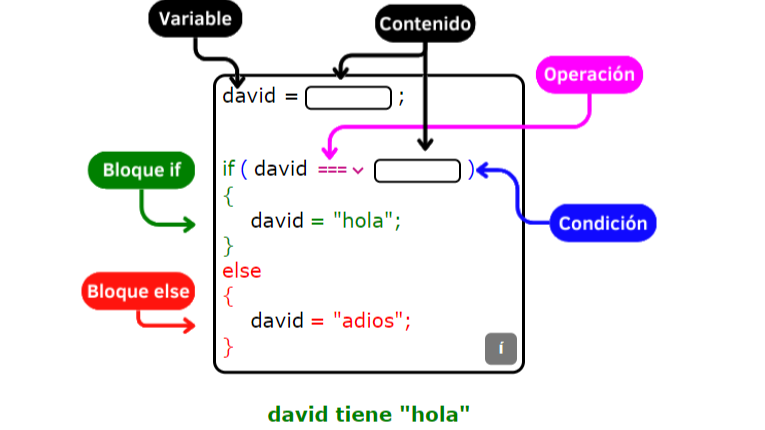 Variable
Contenido
Operación
david = ;
Bloque if
if ( david === )
{
david = "hola";
}
Condición
else
Bloque else
{
david = "adios";
}
í
david tiene "hola"